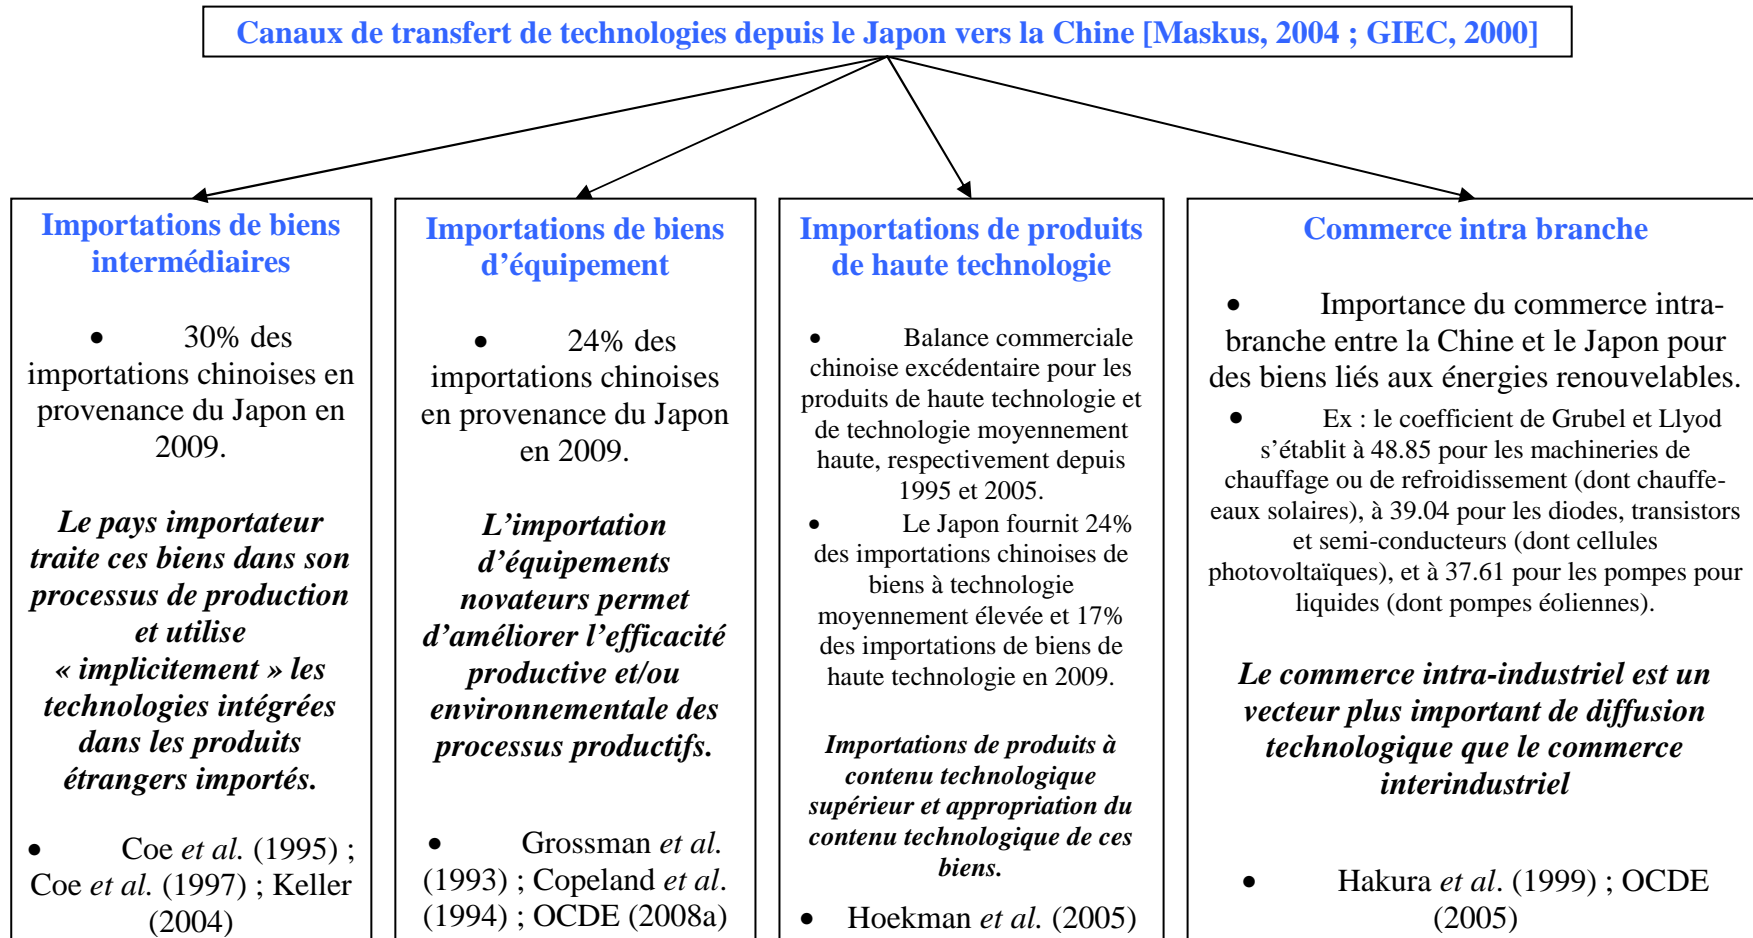 Canaux de transfert de technologies depuis le Japon vers la Chine [Maskus, 2004 ; GIEC, 2000]
Importations de biens
intermédiaires
• 30% des
importations chinoises en
provenance du Japon en
2009.
Le pays importateur
traite ces biens dans son
processus de production
et utilise
« implicitement » les
technologies intégrées
dans les produits
étrangers importés.
• Coe et al. (1995) ;
Coe et al. (1997) ; Keller
(2004)
Importations de biens
d’équipement
• 24% des
importations chinoises
en provenance du Japon
en 2009.
L’importation
d’équipements
novateurs permet
d’améliorer l’efficacité
productive et/ou
environnementale des
processus productifs.
• Grossman et al.
(1993) ; Copeland et al.
(1994) ; OCDE (2008a)
Importations de produits
de haute technologie
• Balance commerciale
chinoise excédentaire pour les
produits de haute technologie et
de technologie moyennement
haute, respectivement depuis
1995 et 2005.
• Le Japon fournit 24%
des importations chinoises de
biens à technologie
moyennement élevée et 17%
des importations de biens de
haute technologie en 2009.
Importations de produits à
contenu technologique
supérieur et appropriation du
contenu technologique de ces
biens.
• Hoekman et al. (2005)
Commerce intra branche
• Importance du commerce intra-
branche entre la Chine et le Japon pour
des biens liés aux énergies renouvelables.
• Ex : le coefficient de Grubel et Llyod
s’établit à 48.85 pour les machineries de
chauffage ou de refroidissement (dont chauffe-
eaux solaires), à 39.04 pour les diodes, transistors
et semi-conducteurs (dont cellules
photovoltaïques), et à 37.61 pour les pompes pour
liquides (dont pompes éoliennes).
Le commerce intra-industriel est un
vecteur plus important de diffusion
technologique que le commerce
interindustriel
• Hakura et al. (1999) ; OCDE
(2005)